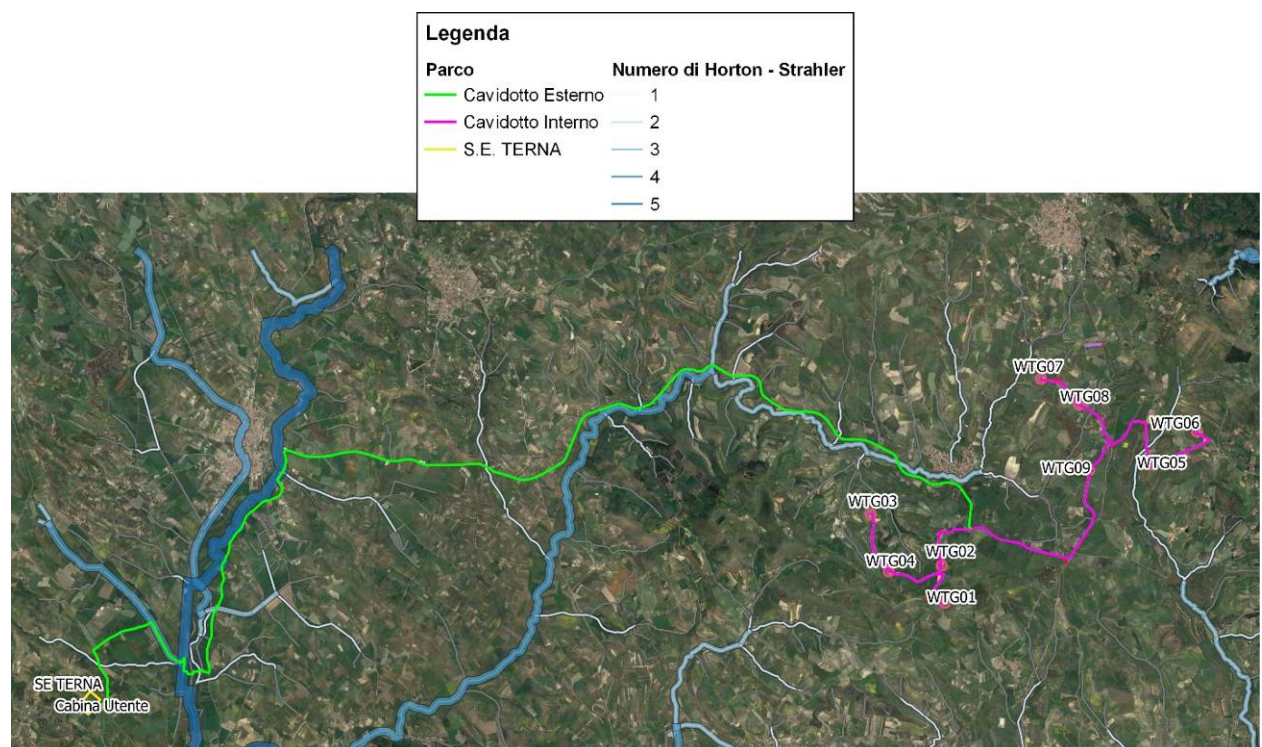 Legenda
Parco
Numero di Horton - Strahler
Cavidotto Esterno
1
Cavidotto Interno
2
S.E. TERNA
3
4
5
WTG07
WTG08
WTG06
WTG05
WTG09
WTG03
WTG02
WTG04
WTG01
SE TERNA
Cabina Utente